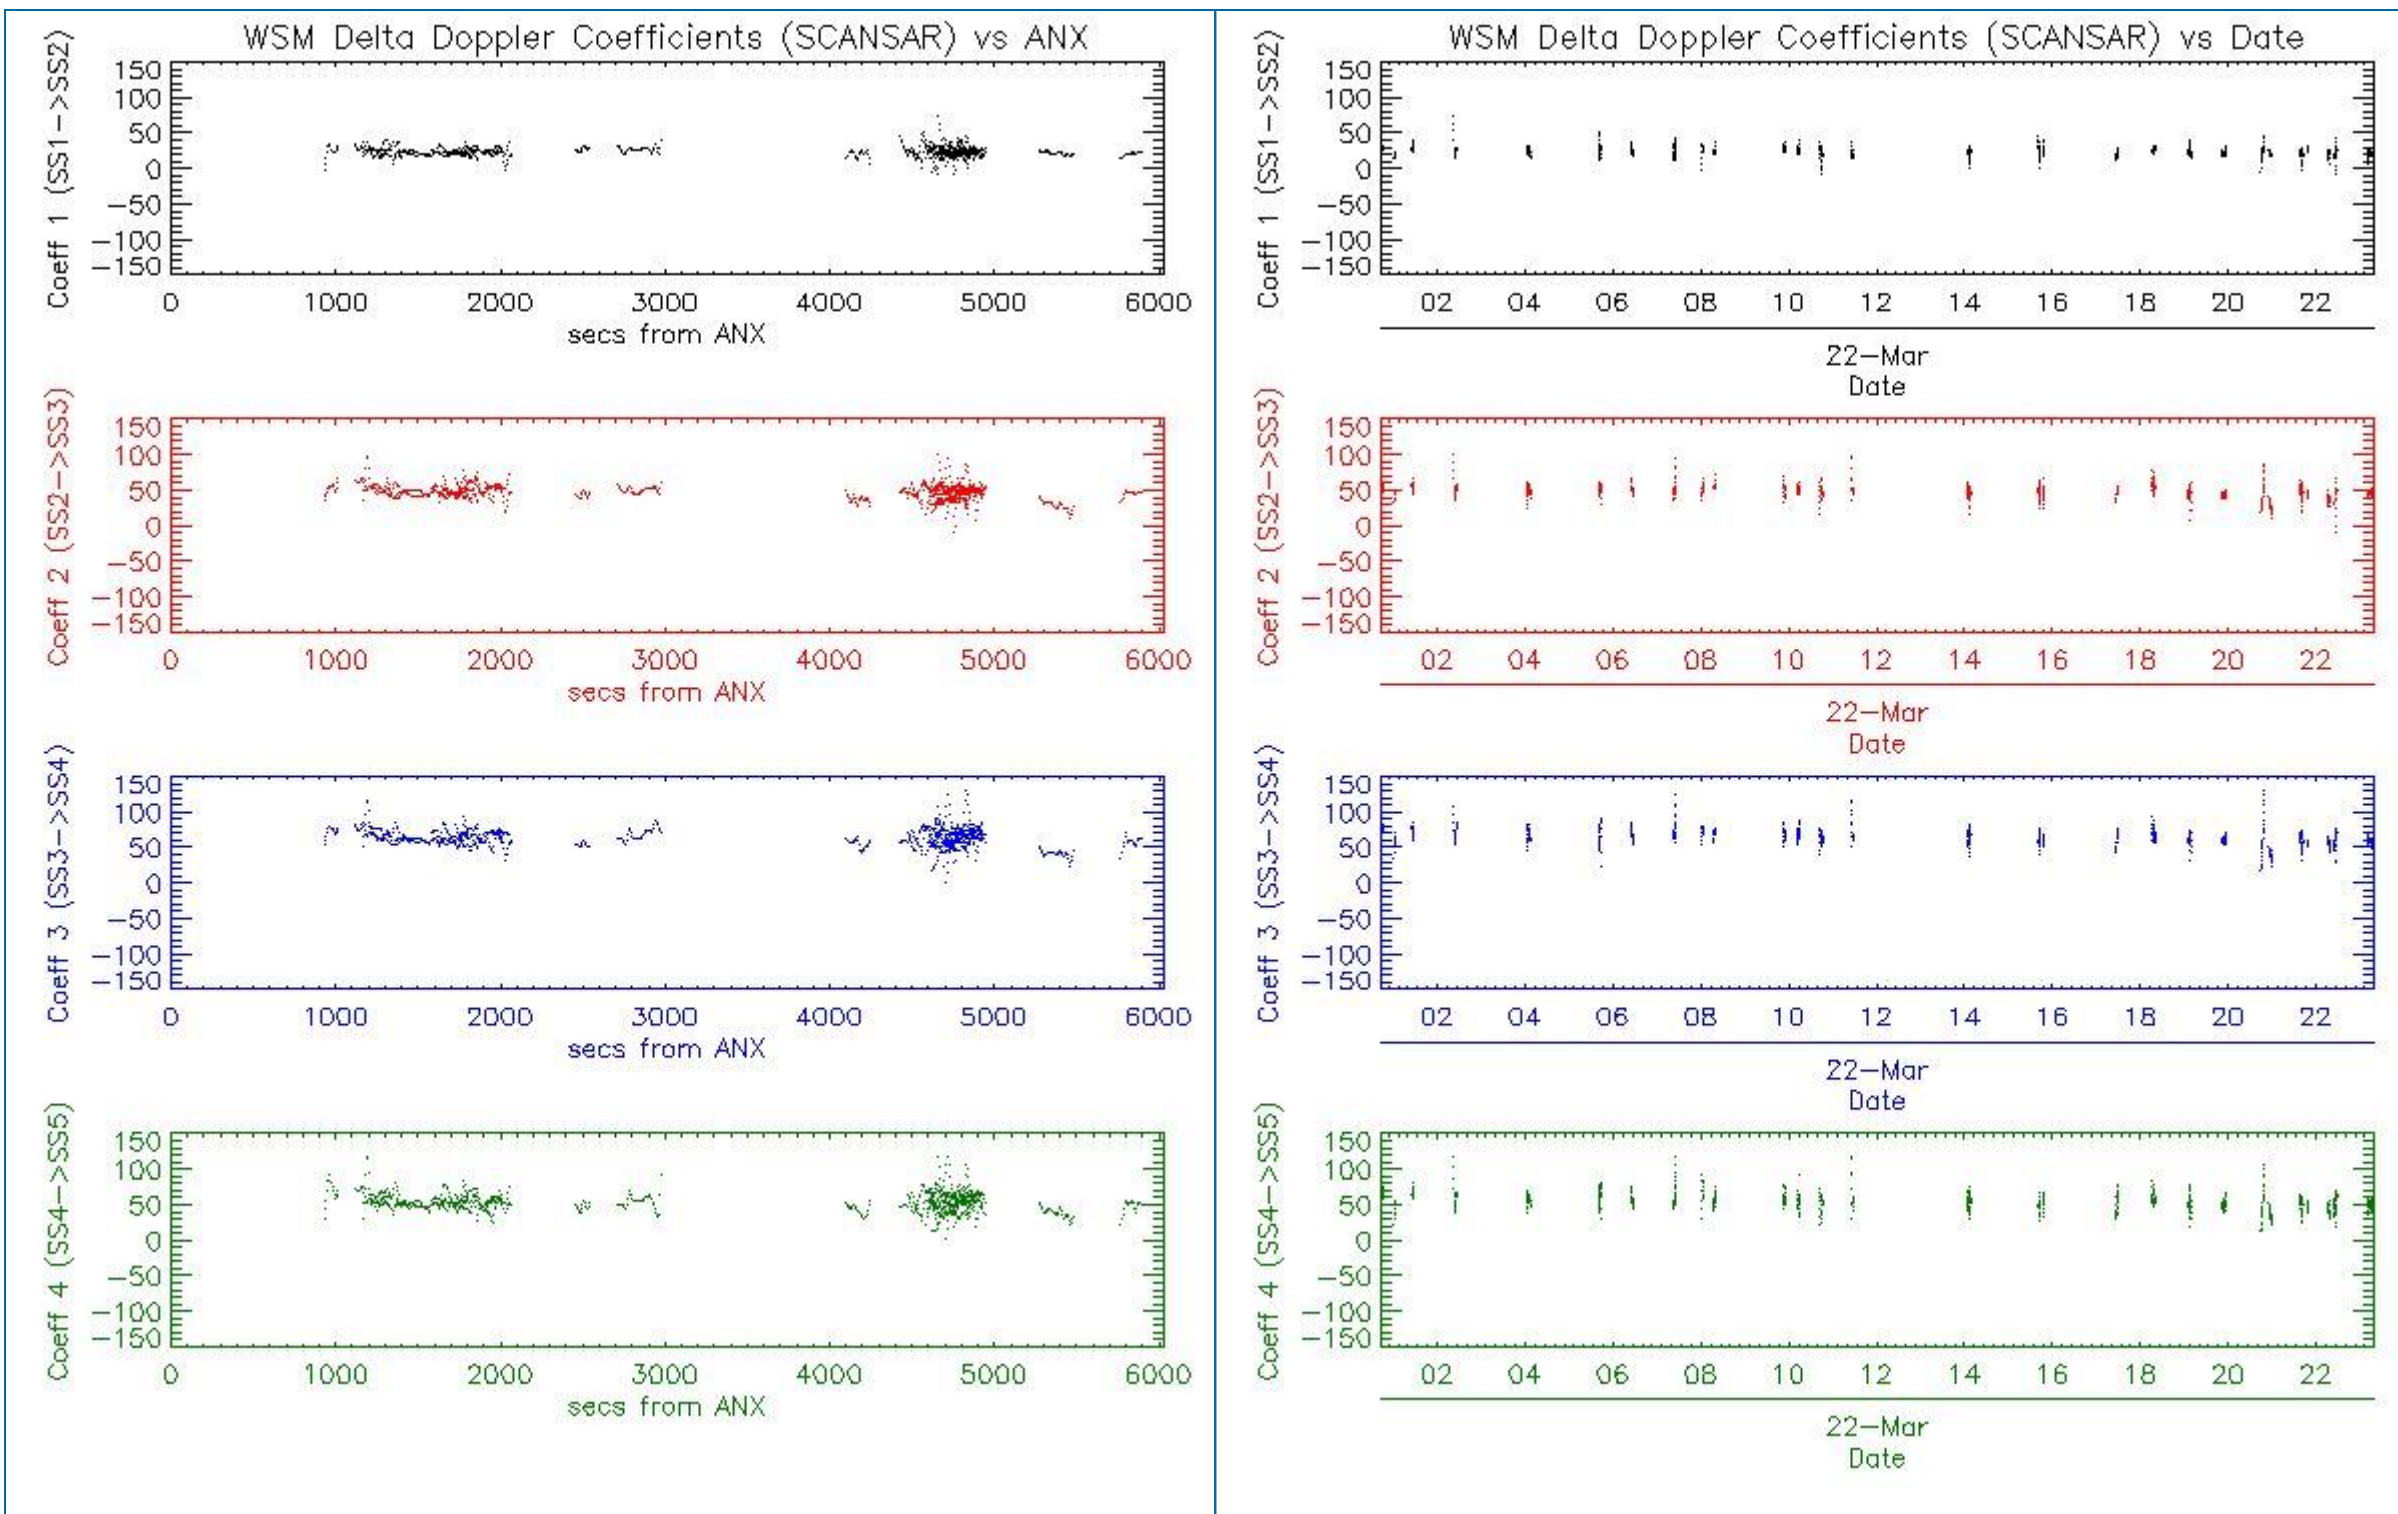 WSM Delta Doppler Coefficients (SCANSAR) vs ANX
Coeff 1 (SS1->SS2)
150
100
50
0
-50
-100
-150
0 1000 2000 3000 4000 5000 6000
secs from ANX
Coeff 2 (SS2->SS3)
150
100
50
0
-50
-100
-150
0 1000 2000 3000 4000 5000 6000
secs from ANX
Coeff 3 (SS3->SS4)
150
100
50
0
-50
-100
-150
0 1000 2000 3000 4000 5000 6000
secs from ANX
Coeff 4 (SS4->SS5)
150
100
50
0
-50
-100
-150
0 1000 2000 3000 4000 5000 6000
secs from ANX
WSM Delta Doppler Coefficients (SCANSAR) vs Date
Coeff 1 (SS1->SS2)
150
100
50
0
-50
-100
-150
02 04 06 08 10 12 14 16 18 20 22
22-Mar
Date
Coeff 2 (SS2->SS3)
150
100
50
0
-50
-100
-150
02 04 06 08 10 12 14 16 18 20 22
22-Mar
Date
Coeff 3 (SS3->SS4)
150
100
50
0
-50
-100
-150
02 04 06 08 10 12 14 16 18 20 22
22-Mar
Date
Coeff 4 (SS4->SS5)
150
100
50
0
-50
-100
-150
02 04 06 08 10 12 14 16 18 20 22
22-Mar
Date